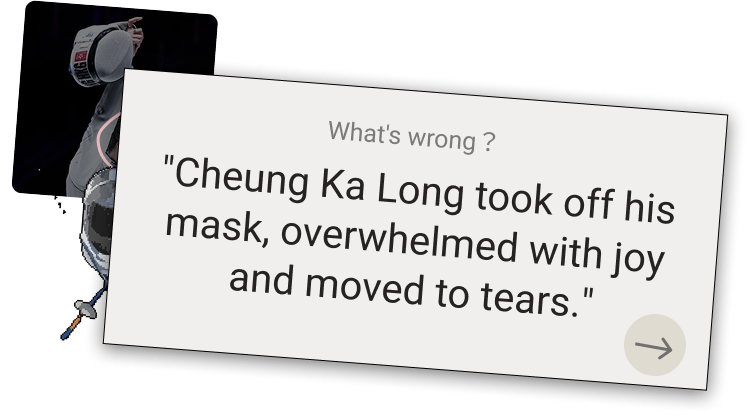 What's wrong？
"Cheung Ka Long took off his
mask, overwhelmed with joy
and moved to tears."